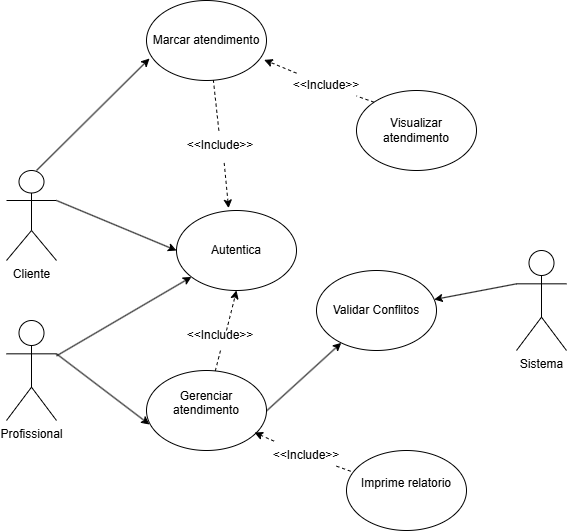 Marcar atendimento
<<Include>>
Visualizar
atendimento
<<Include>>
Cliente
Autentica
Validar Conflitos
<<Include>>
Sistema
Gerenciar
atendimento
Profissional
<<Include>>
Imprime relatorio